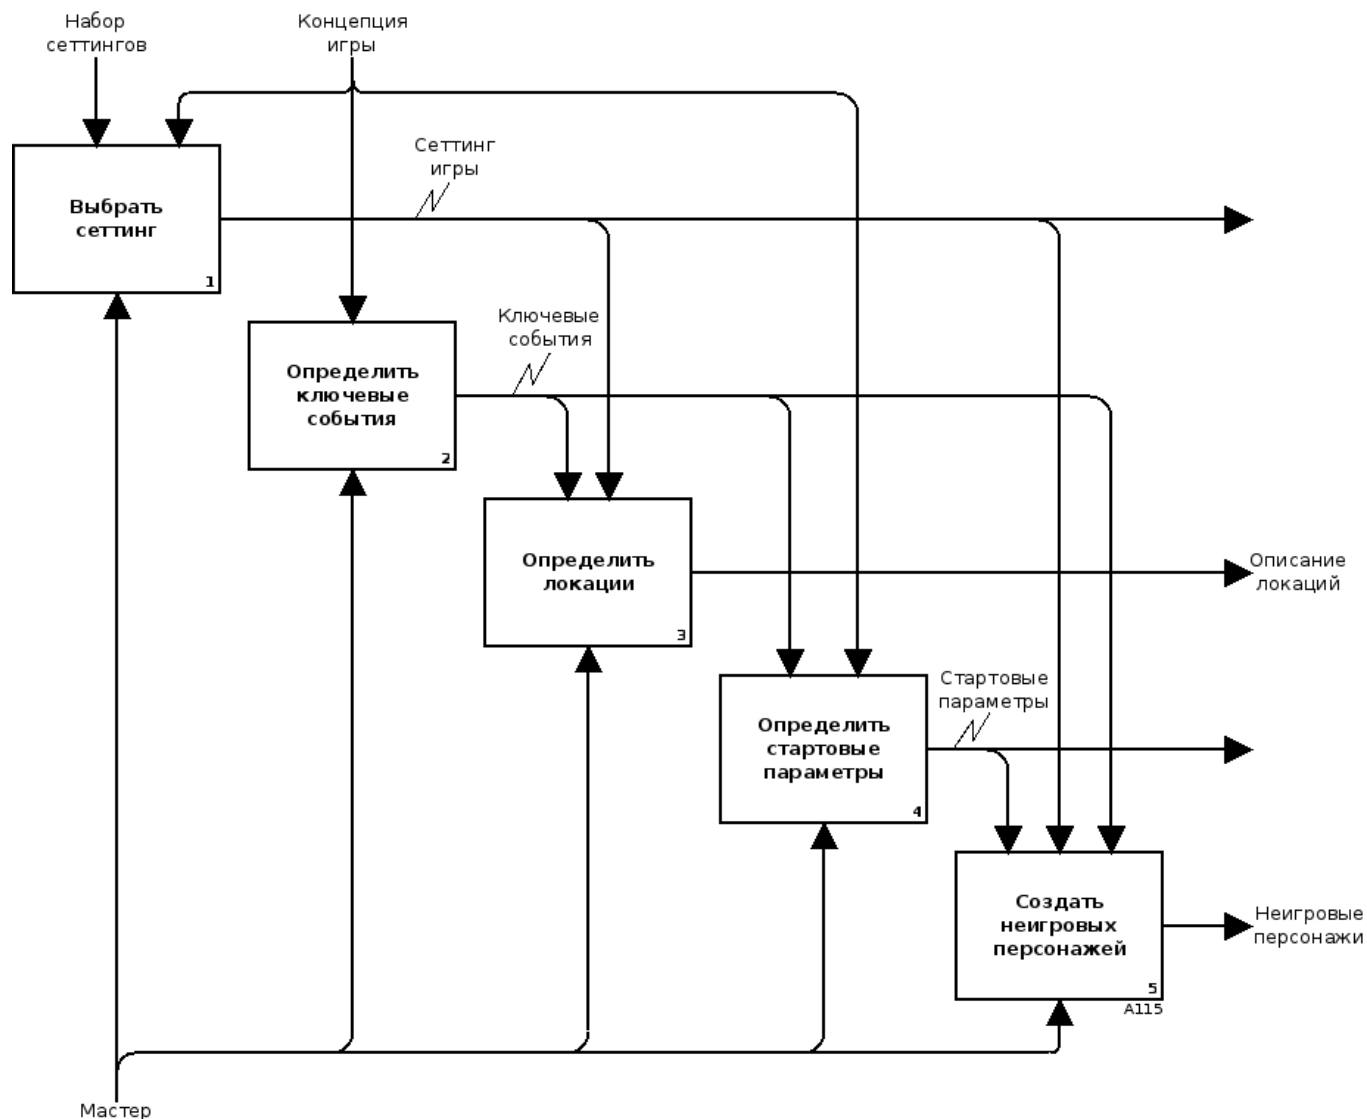 Набор
сеттингов
Концепция
игры
Сеттинг
игры
Выбрать
сеттинг
1
Ключевые
события
Определить
ключевые
события
2
Определить
локации
3
Описание
локаций
Стартовые
параметры
Определить
стартовые
параметры
4
Создать
неигровых
персонажей
5
A115
Неигровые
персонажи
Мастер